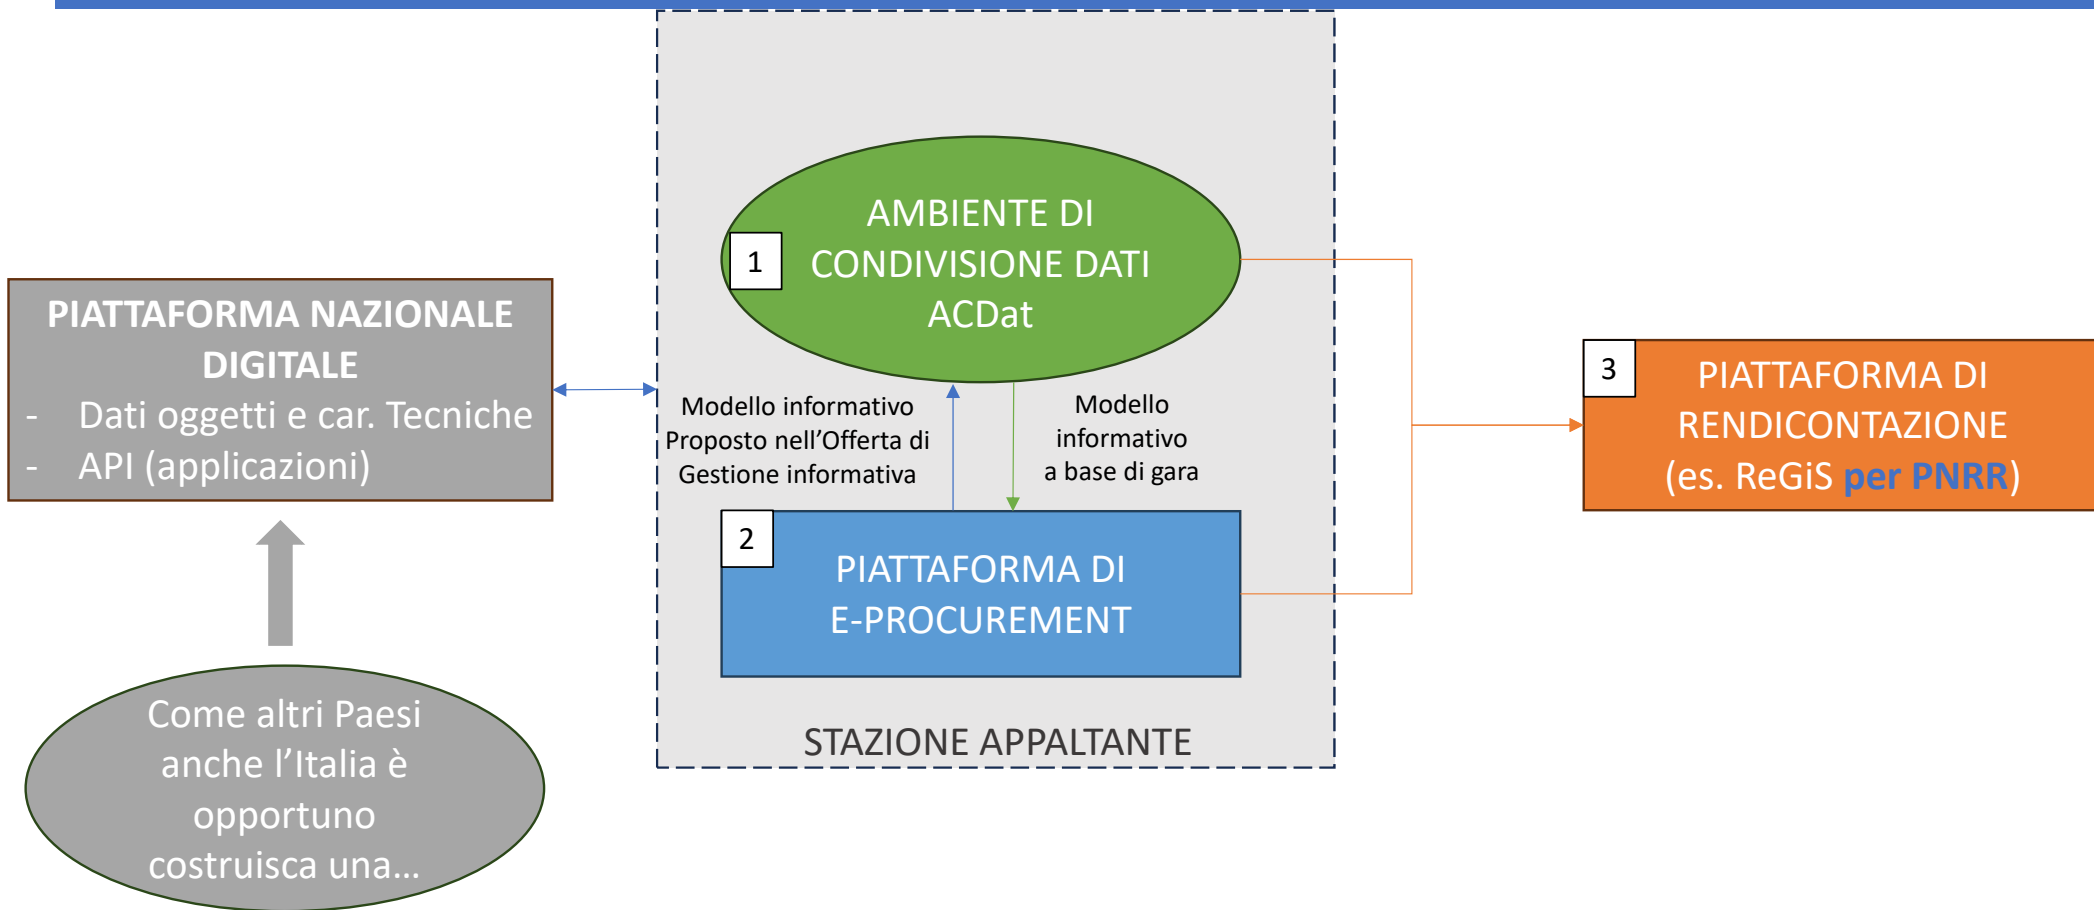 PIATTAFORMA NAZIONALE
DIGITALE
- Dati oggetti e car. Tecniche
- API (applicazioni)
Come altri Paesi
anche l’Italia è
opportuno
costruisca una…
1
AMBIENTE DI
CONDIVISIONE DATI
ACDat
Modello informativo
Proposto nell’Offerta di
Gestione informativa
Modello
informativo
a base di gara
2
PIATTAFORMA DI
E-PROCUREMENT
STAZIONE APPALTANTE
3
PIATTAFORMA DI
RENDICONTAZIONE
(es. ReGiS per PNRR)